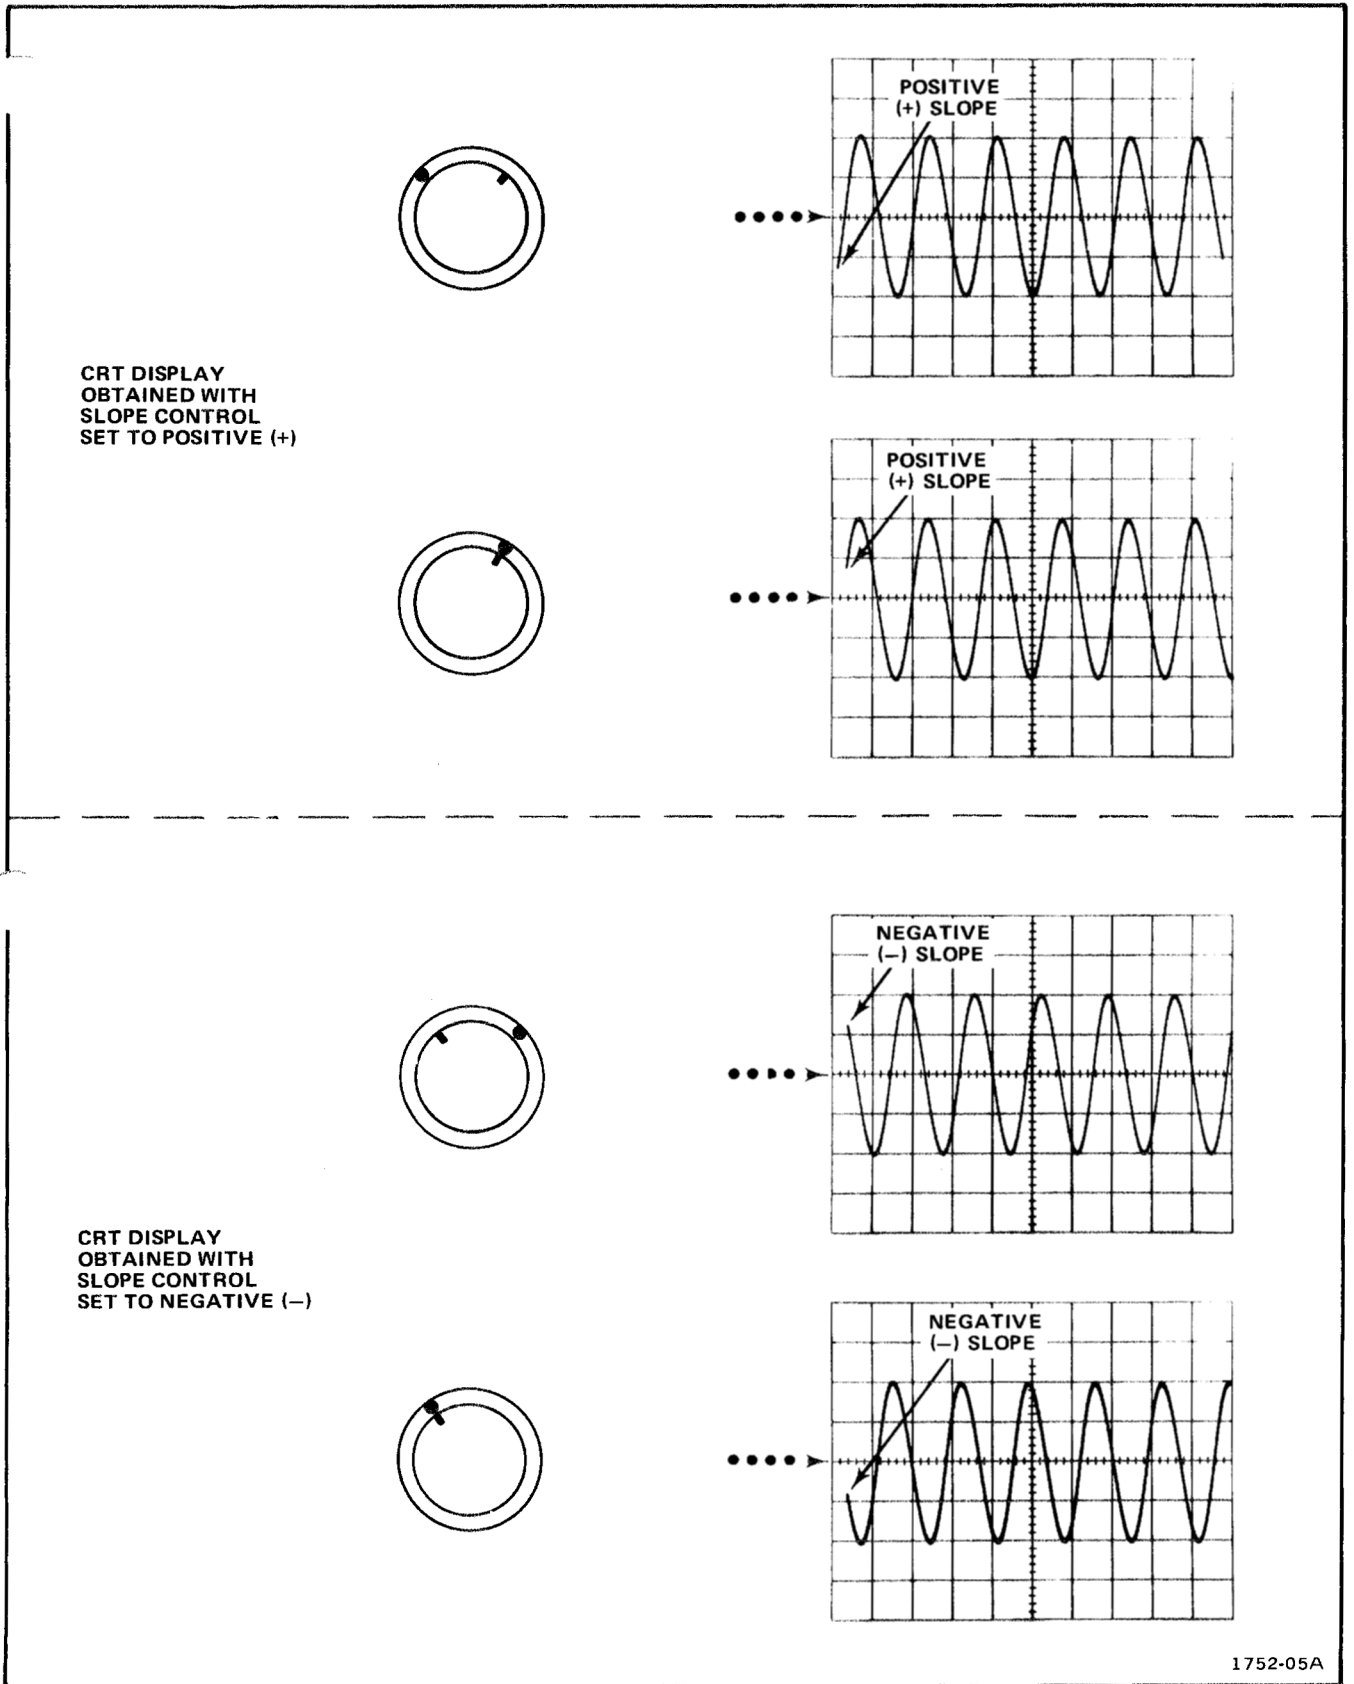 POSITIVE
(+) SLOPE
CRT DISPLAY
OBTAINED WITH
SLOPE CONTROL
SET TO POSITIVE (+)
POSITIVE
(+) SLOPE
NEGATIVE
(−) SLOPE
CRT DISPLAY
OBTAINED WITH
SLOPE CONTROL
SET TO NEGATIVE (−)
NEGATIVE
(−) SLOPE
1752-05A